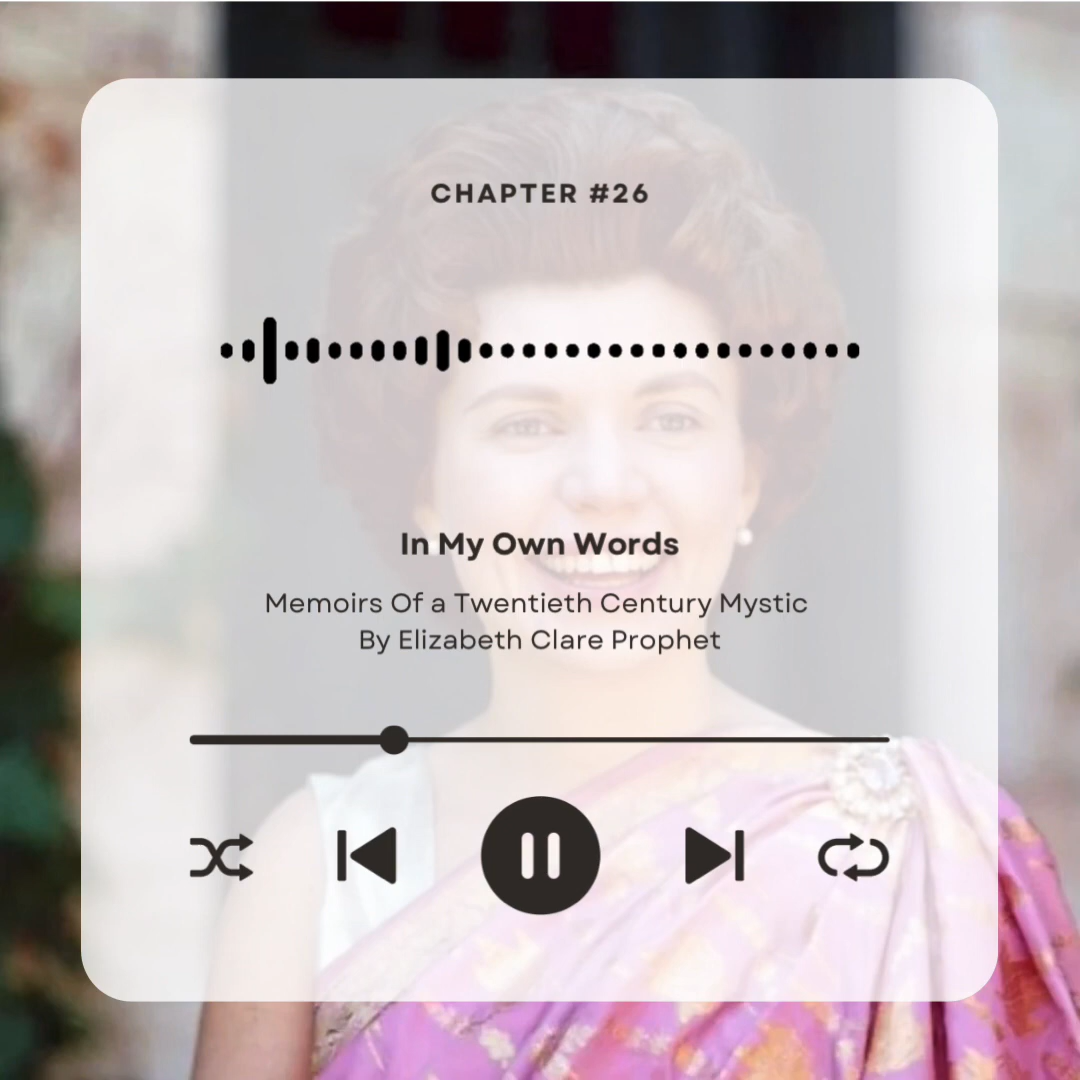 CHAPTER #26
In My Own Words
Memoirs Of a Twentieth Century Mystic
By Elizabeth Clare Prophet